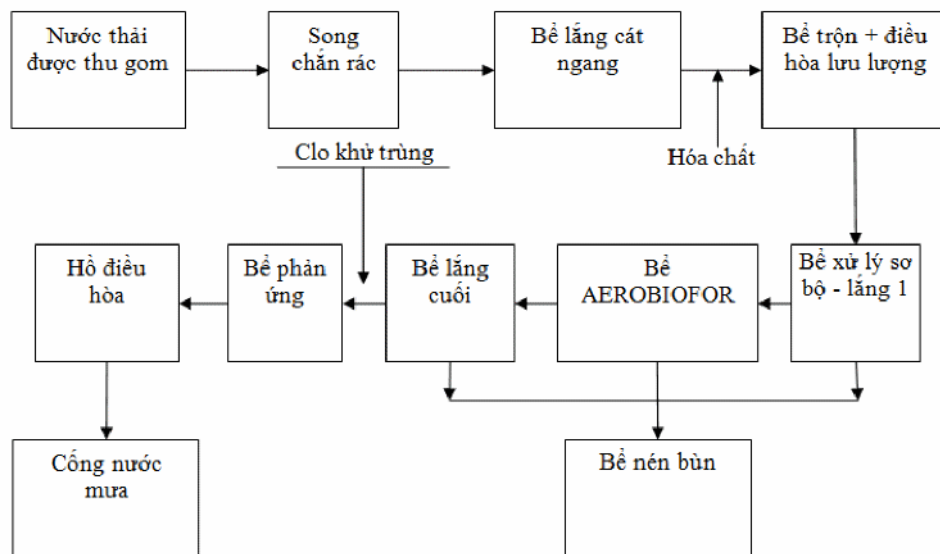 Nước thải
được thu gom
Song
chắn rác
Bể lắng cát
ngang
Bể trộn + điều
hòa lưu lượng
Clo khử trùng
Hóa chất
Hồ điều
hòa
Bể phản
ứng
Bể lắng
cuối
Bể
AEROBIOFOR
Bể xử lý sơ
bộ - lắng 1
Cống nước
mưa
Bể nén bùn